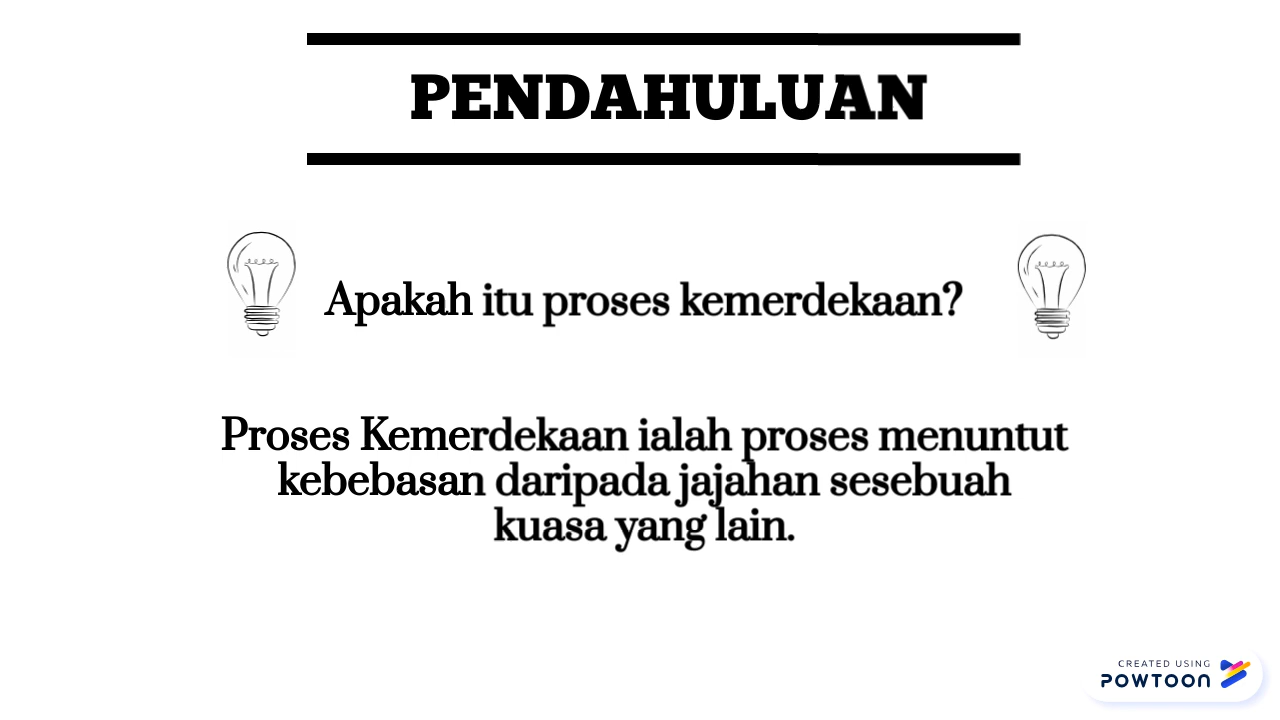 PENDAHULUAN
Apakah itu proses kemerdekaan?
Proses Kemerdekaan ialah proses menuntut
kebebasan daripada jajahan sesebuah
kuasa yang lain.
CREATED USING
POWTOON